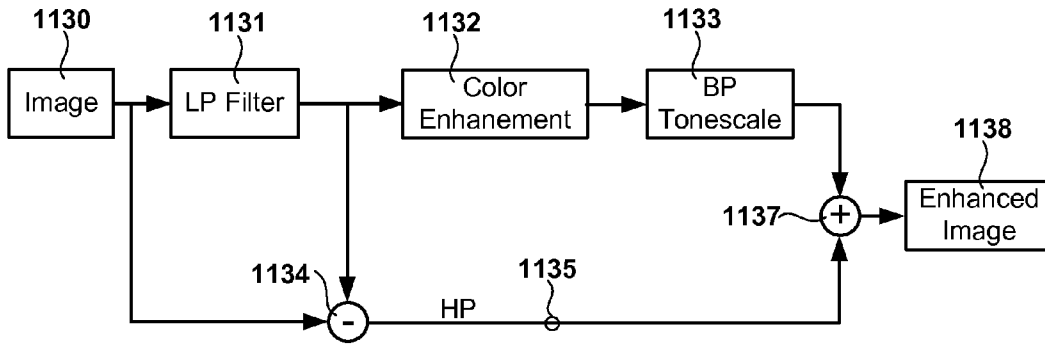 1130
1131
1132
1133
Image
LP Filter
Color
Enhanement
BP
Tonescale
1138
Enhanced
Image
1137
+
1134
-
HP
1135